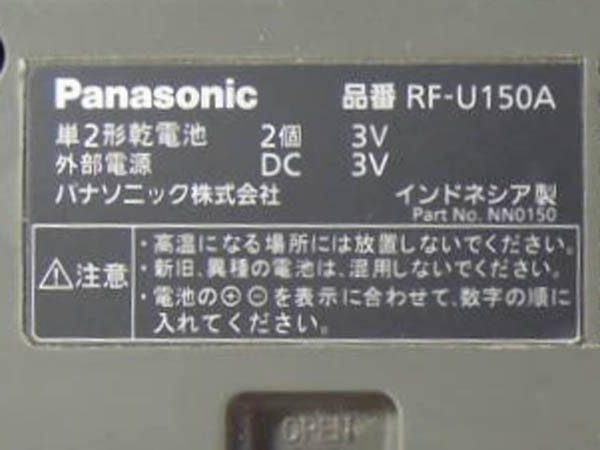 Panasonic 品番 RF-U150A
単2形乾電池 2個 3V
外部電源 DC 3V
パナソニック株式会社 インドネシア製
Part No. NN0150
⚠注意
・高温になる場所には放置しないでください。
・新旧、異種の電池は、混用しないでください。
・電池の⊕⊖を表示に合わせて、数字の順に
入れてください。
OPEN